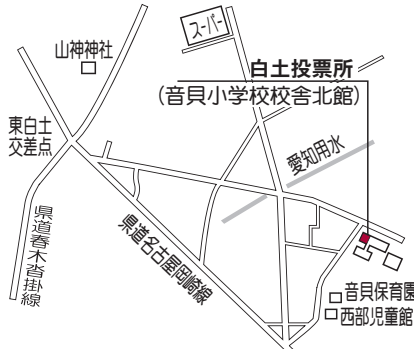 スーパー
山神神社
白土投票所
(音貝小学校校舎北館)
東白土
交差点
愛知用水
県道春木沓掛線
県道名古屋岡崎線
音貝保育園
西部児童館